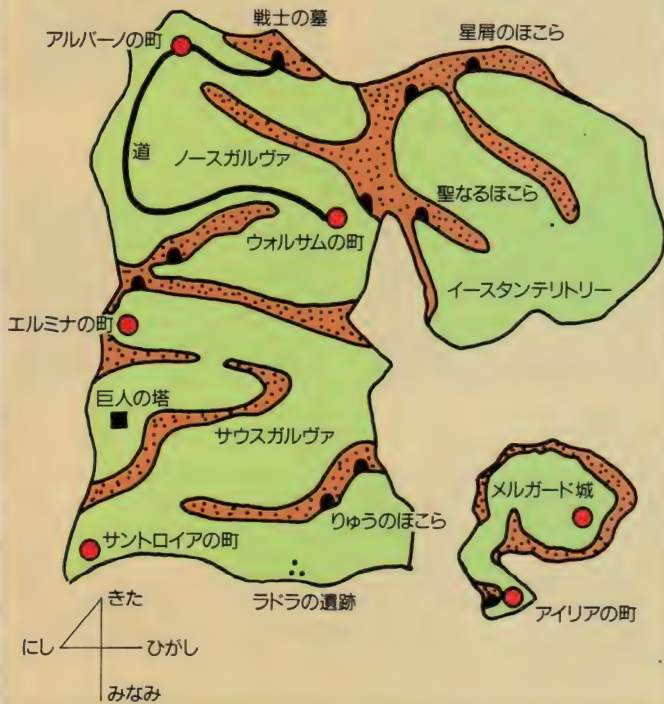 戦士の墓
星屑のほこら
アルバーノの町
道
ノースガルヴァ
聖なるほこら
ウォルサムの町
イースタンテリトリー
エルミナの町
巨人の塔
サウスガルヴァ
メルガード城
りゅうのほこら
サントロイアの町
ラドラの遺跡
アイリアの町
きた
にし
ひがし
みなみ